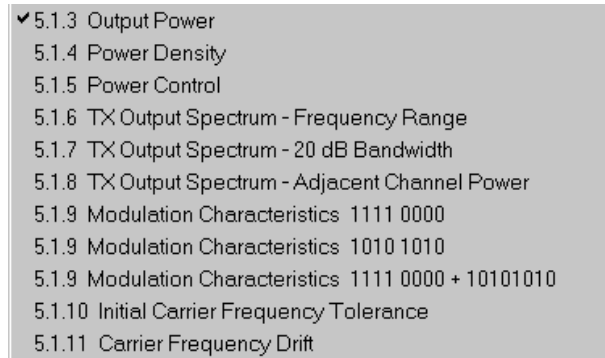 ✔5.1.3 Output Power
5.1.4 Power Density
5.1.5 Power Control
5.1.6 TX Output Spectrum - Frequency Range
5.1.7 TX Output Spectrum - 20 dB Bandwidth
5.1.8 TX Output Spectrum - Adjacent Channel Power
5.1.9 Modulation Characteristics 1111 0000
5.1.9 Modulation Characteristics 1010 1010
5.1.9 Modulation Characteristics 1111 0000 + 10101010
5.1.10 Initial Carrier Frequency Tolerance
5.1.11 Carrier Frequency Drift